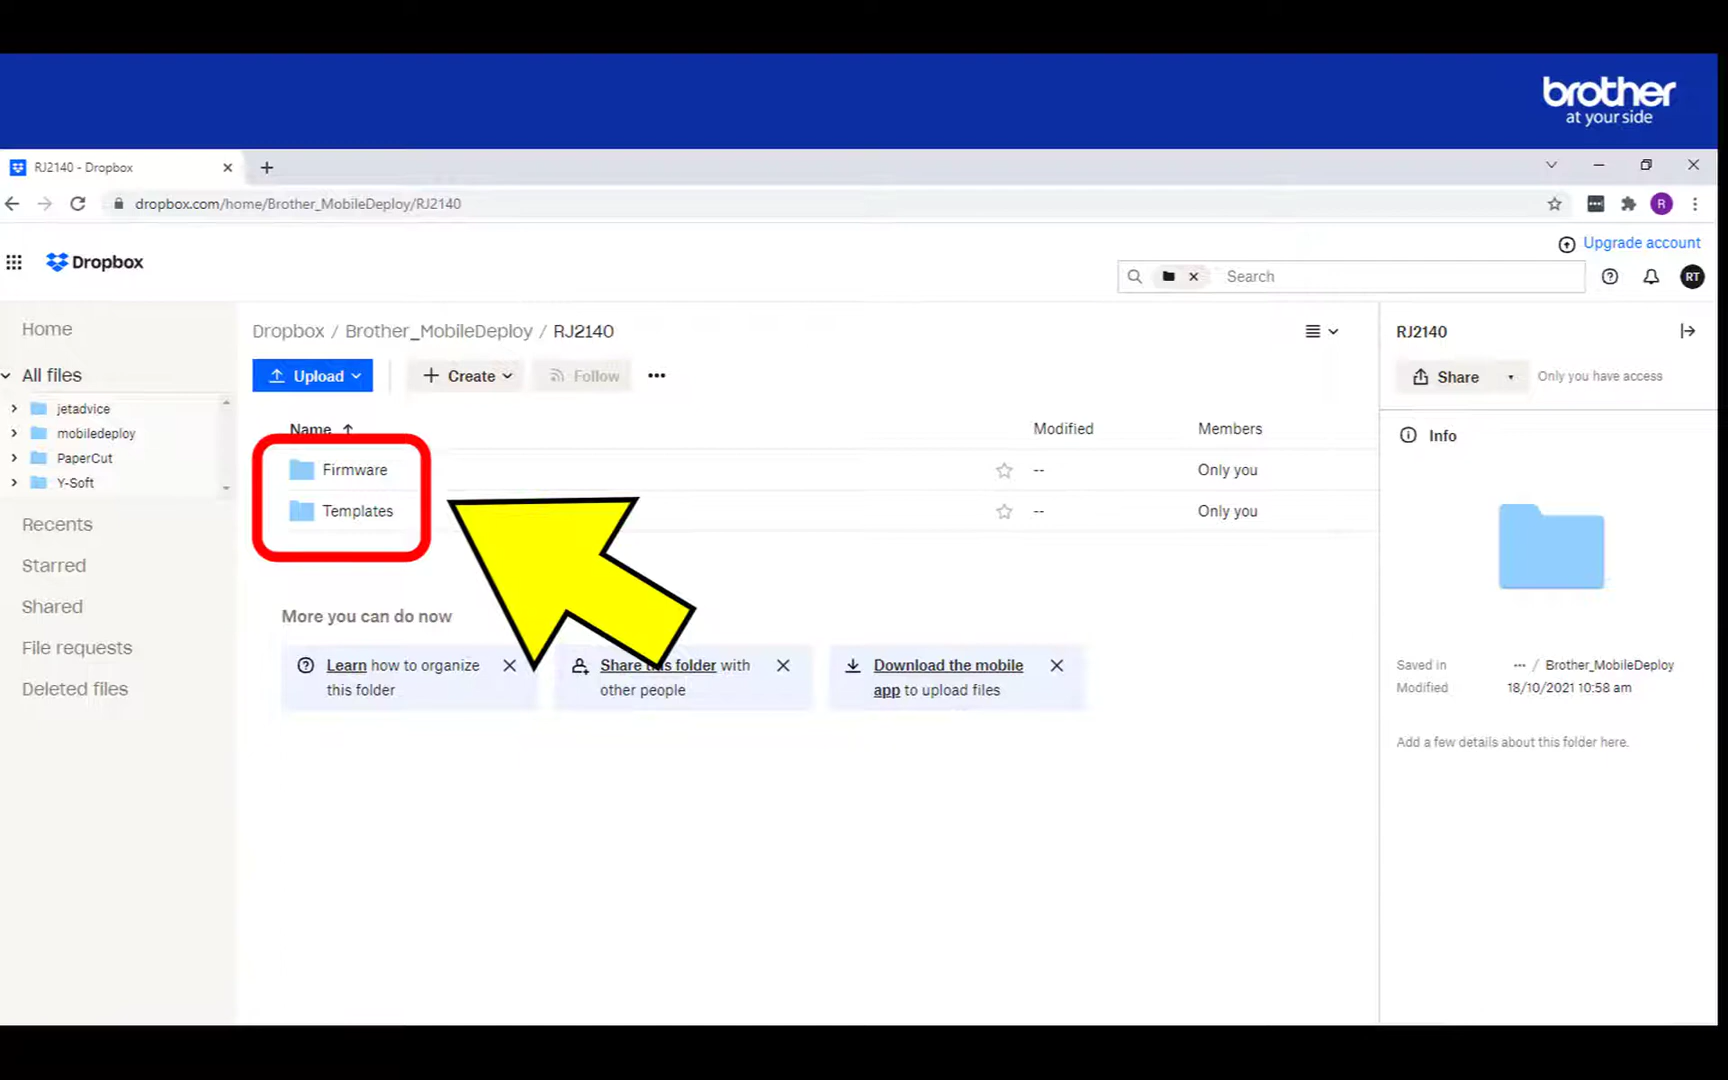 brother
at your side
RJ2140 - Dropbox
dropbox.com/home/Brother_MobileDeploy/RJ2140
R
Upgrade account
Dropbox
Search
RT
Home
All files
jetadvice
mobiledeploy
PaperCut
Y-Soft
Recents
Starred
Shared
File requests
Deleted files
Dropbox / Brother_MobileDeploy / RJ2140
Upload
Create
Follow
Name
Modified
Members
Firmware
--
Only you
Templates
--
Only you
More you can do now
Learn how to organize
this folder
Share this folder with
other people
Download the mobile
app to upload files
RJ2140
Share
Only you have access
Info
Saved in
··· / Brother_MobileDeploy
Modified
18/10/2021 10:58 am
Add a few details about this folder here.